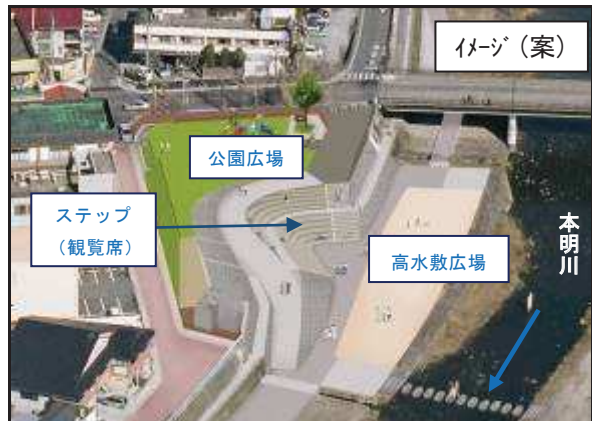 イメージ（案）
公園広場
ステップ
（観覧席）
高水敷広場
本明川